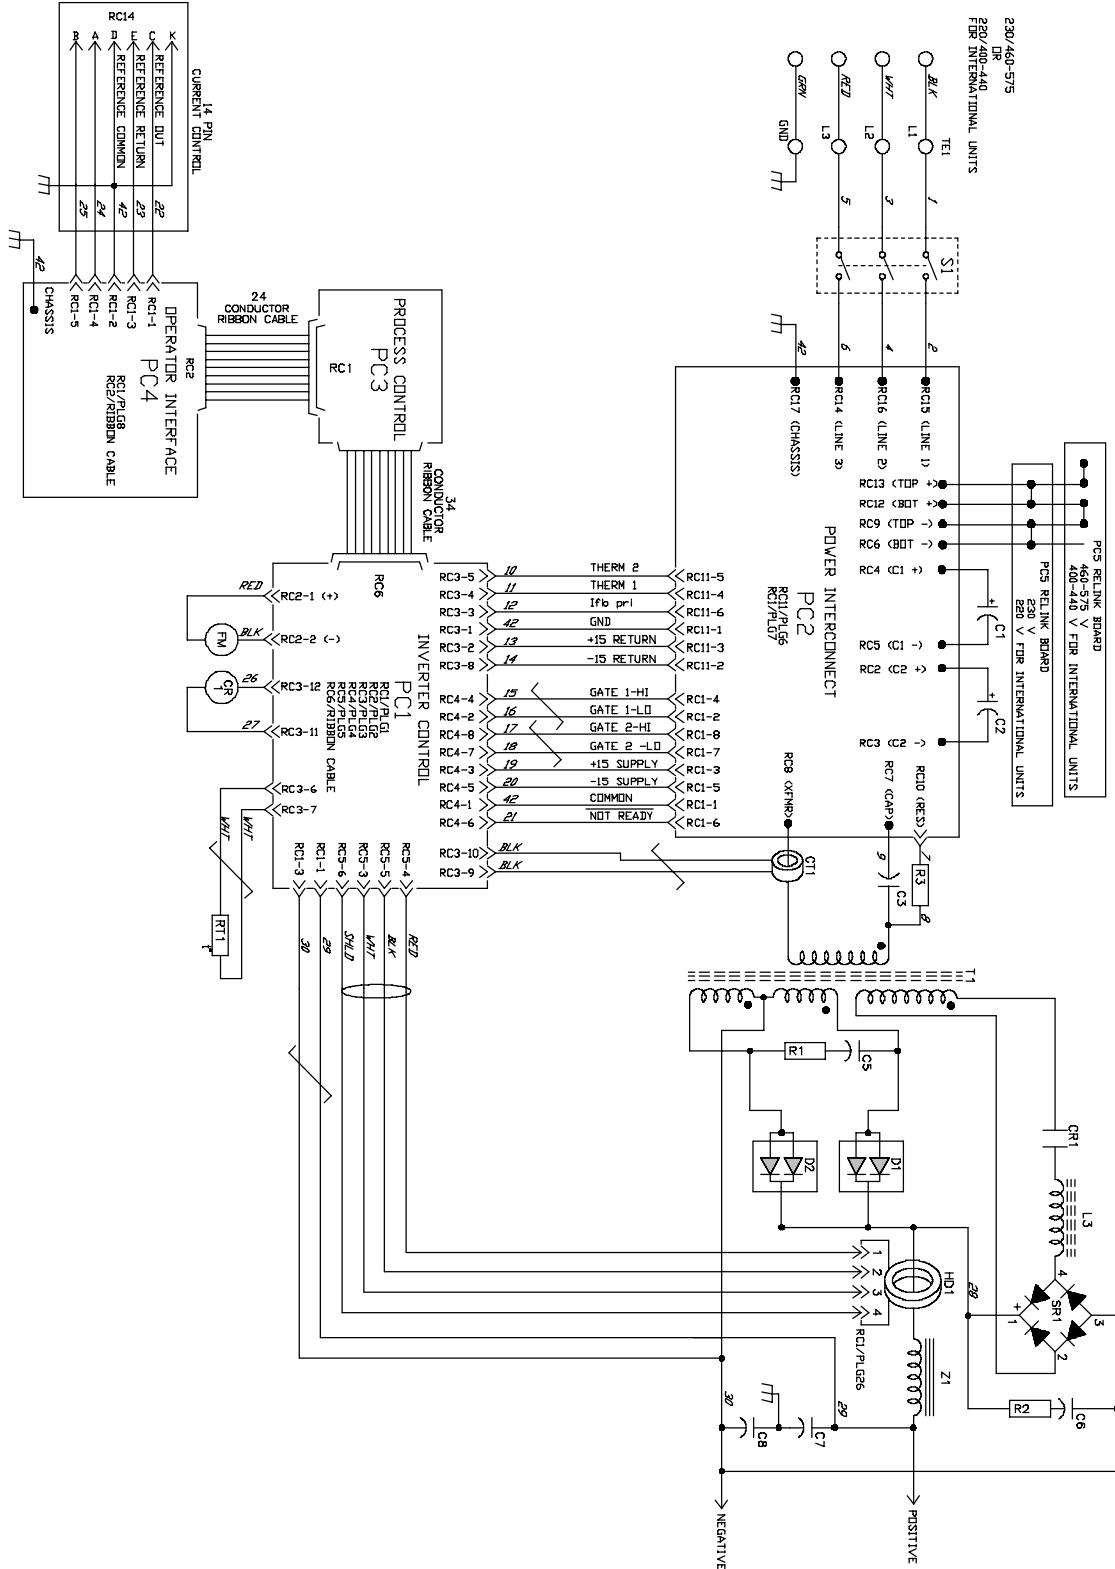 230/460-575
OR
220/400-440
FOR INTERNATIONAL UNITS
BLK
WHT
RED
GRN
L1
L2
L3
GND
TE1
1
3
5
S1
2
4
6
42
RC15 (LINE 1)
RC16 (LINE 2)
RC14 (LINE 3)
RC17 (CHASSIS)
PC5 RELINK BOARD
460-575 V
400-440 V FOR INTERNATIONAL UNITS
PC5 RELINK BOARD
230 V
220 V FOR INTERNATIONAL UNITS
RC13 (TOP +)
RC12 (BOT +)
RC9 (TOP -)
RC6 (BOT -)
RC4 (C1 +)
+
C1
RC5 (C1 -)
RC2 (C2 +)
+
C2
RC3 (C2 -)
POWER INTERCONNECT
PC2
RC11/PLG6
RC1/PLG7
RC8 (XFMR)
RC7 (CAP)
RC10 (RES)
RC11-5
RC11-4
RC11-6
RC11-1
RC11-3
RC11-2
RC1-4
RC1-2
RC1-8
RC1-7
RC1-3
RC1-5
RC1-1
RC1-6
14 PIN
CURRENT CONTROL
RC14
B
A
D
E
C
K
REFERENCE OUT
REFERENCE RETURN
REFERENCE COMMON
25
24
42
23
22
42
CHASSIS
RC1-5
RC1-4
RC1-2
RC1-3
RC1-1
OPERATOR INTERFACE
PC4
RC1/PLG8
RC2/RIBBON CABLE
RC2
24
CONDUCTOR
RIBBON CABLE
RC1
PROCESS CONTROL
PC3
34
CONDUCTOR
RIBBON CABLE
RC6
INVERTER CONTROL
PC1
RC1/PLG1
RC2/PLG2
RC3/PLG3
RC4/PLG4
RC5/PLG5
RC6/RIBBON CABLE
RC3-5 10 THERM 2
RC3-4 11 THERM 1
RC3-3 12 Ifb pri
RC3-1 42 GND
RC3-2 13 +15 RETURN
RC3-8 14 -15 RETURN
RC4-4 15 GATE 1-HI
RC4-2 16 GATE 1-LO
RC4-8 17 GATE 2-HI
RC4-7 18 GATE 2 -LO
RC4-3 19 +15 SUPPLY
RC4-5 20 -15 SUPPLY
RC4-1 42 COMMON
RC4-6 21 NOT READY
RC3-10 BLK
RC3-9 BLK
RED
RC2-1 (+)
FM
BLK
RC2-2 (-)
CR
1
26
RC3-12
27
RC3-11
RC3-6
RC3-7
WHT
WHT
RT1
t°
RC1-3
RC1-1
RC5-6
RC5-3
RC5-5
RC5-4
30
29
SHLD
WHT
BLK
RED
CT1
9
C3
7
R3
8
T1
R1
C5
D2
D1
CR1
L3
4
SR1
3
+
1
2
28
HD1
1
2
3
4
RC1/PLG26
Z1
R2
C6
30
29
C8
C7
NEGATIVE
POSITIVE